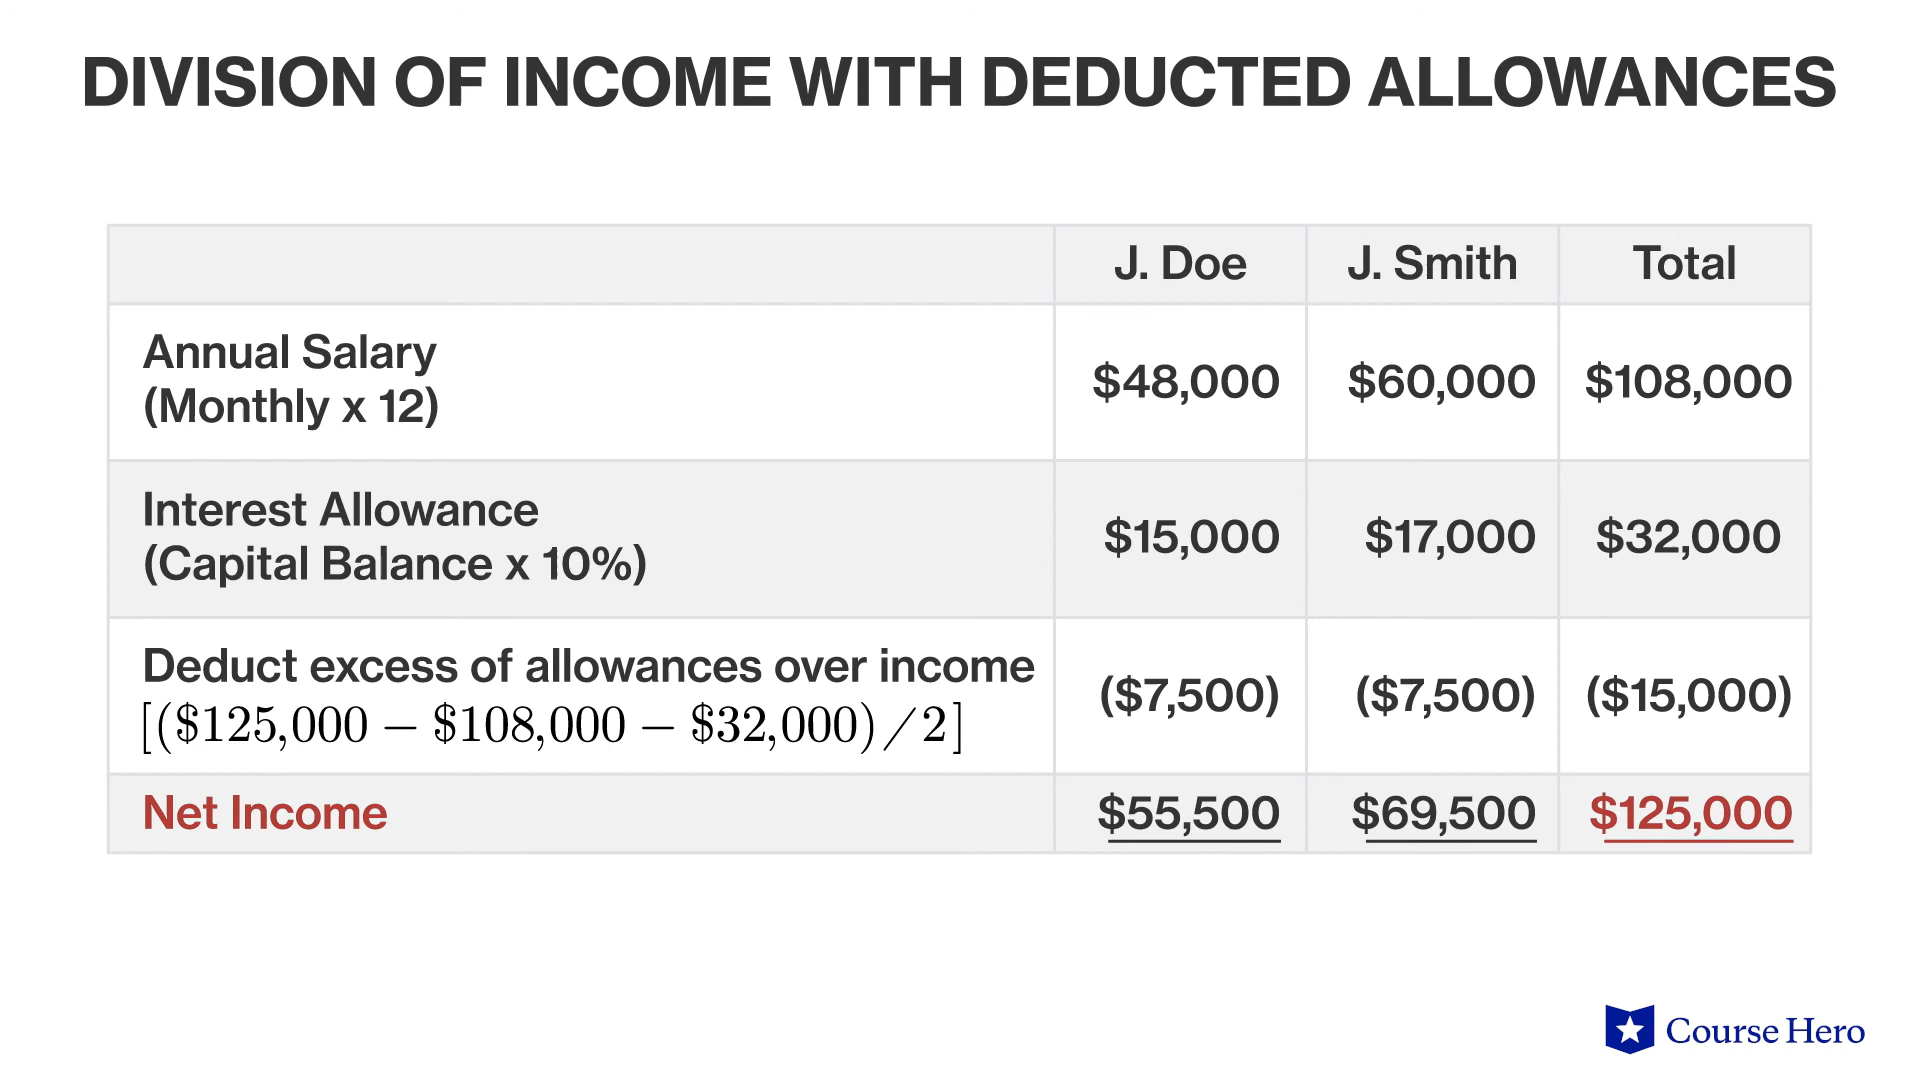 DIVISION OF INCOME WITH DEDUCTED ALLOWANCES
J. Doe J. Smith Total
Annual Salary
(Monthly x 12)
$48,000 $60,000 $108,000
Interest Allowance
(Capital Balance x 10%)
$15,000 $17,000 $32,000
Deduct excess of allowances over income
[($125,000 – $108,000 – $32,000)/2]
($7,500) ($7,500) ($15,000)
Net Income $55,500 $69,500 $125,000
Course Hero